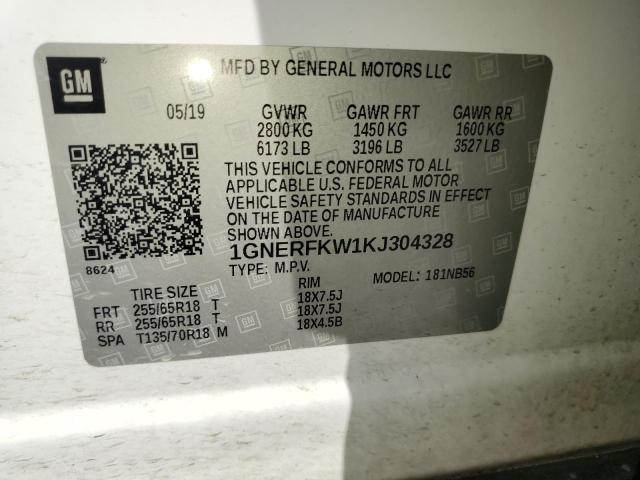 GM
MFD BY GENERAL MOTORS LLC
05/19 GVWR GAWR FRT GAWR RR
2800 KG 1450 KG 1600 KG
6173 LB 3196 LB 3527 LB
THIS VEHICLE CONFORMS TO ALL
APPLICABLE U.S. FEDERAL MOTOR
VEHICLE SAFETY STANDARDS IN EFFECT
ON THE DATE OF MANUFACTURE
SHOWN ABOVE.
1GNERFKW1KJ304328
8624
TYPE: M.P.V. MODEL: 181NB56
TIRE SIZE RIM
FRT 255/65R18 T 18X7.5J
RR 255/65R18 T 18X7.5J
SPA T135/70R18 M 18X4.5B